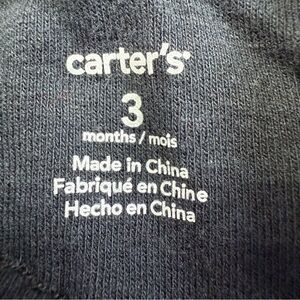 carter's®
3
months / mois
Made in China
Fabriqué en Chine
Hecho en China